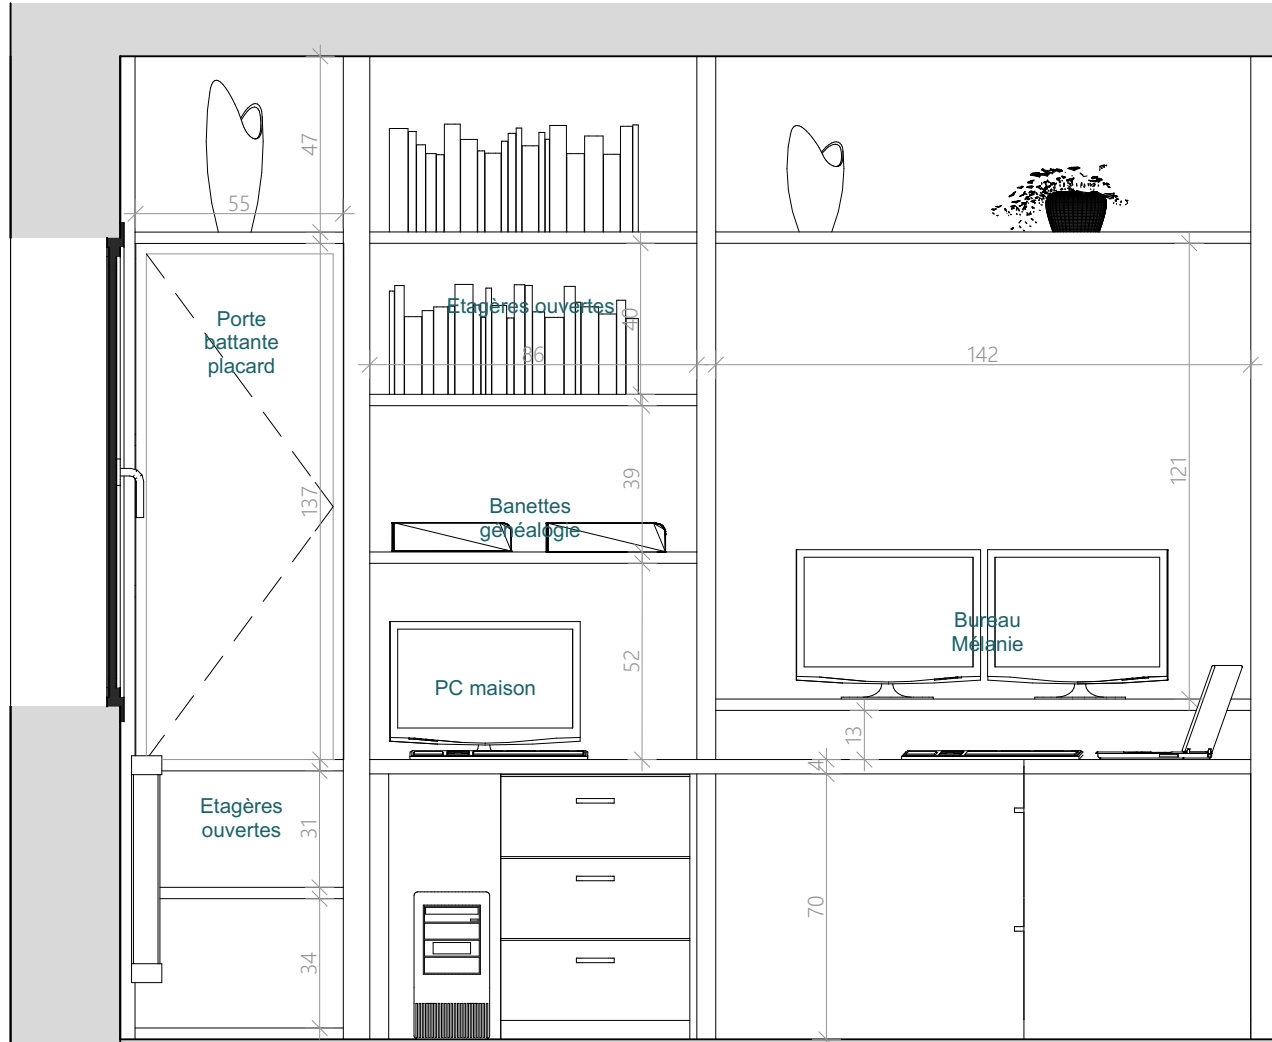 47
55
Porte
battante
placard
Etagères ouvertes
40
86
142
137
39
121
Banettes
généalogie
Bureau
Mélanie
52
PC maison
13
4
Etagères
ouvertes
31
70
34